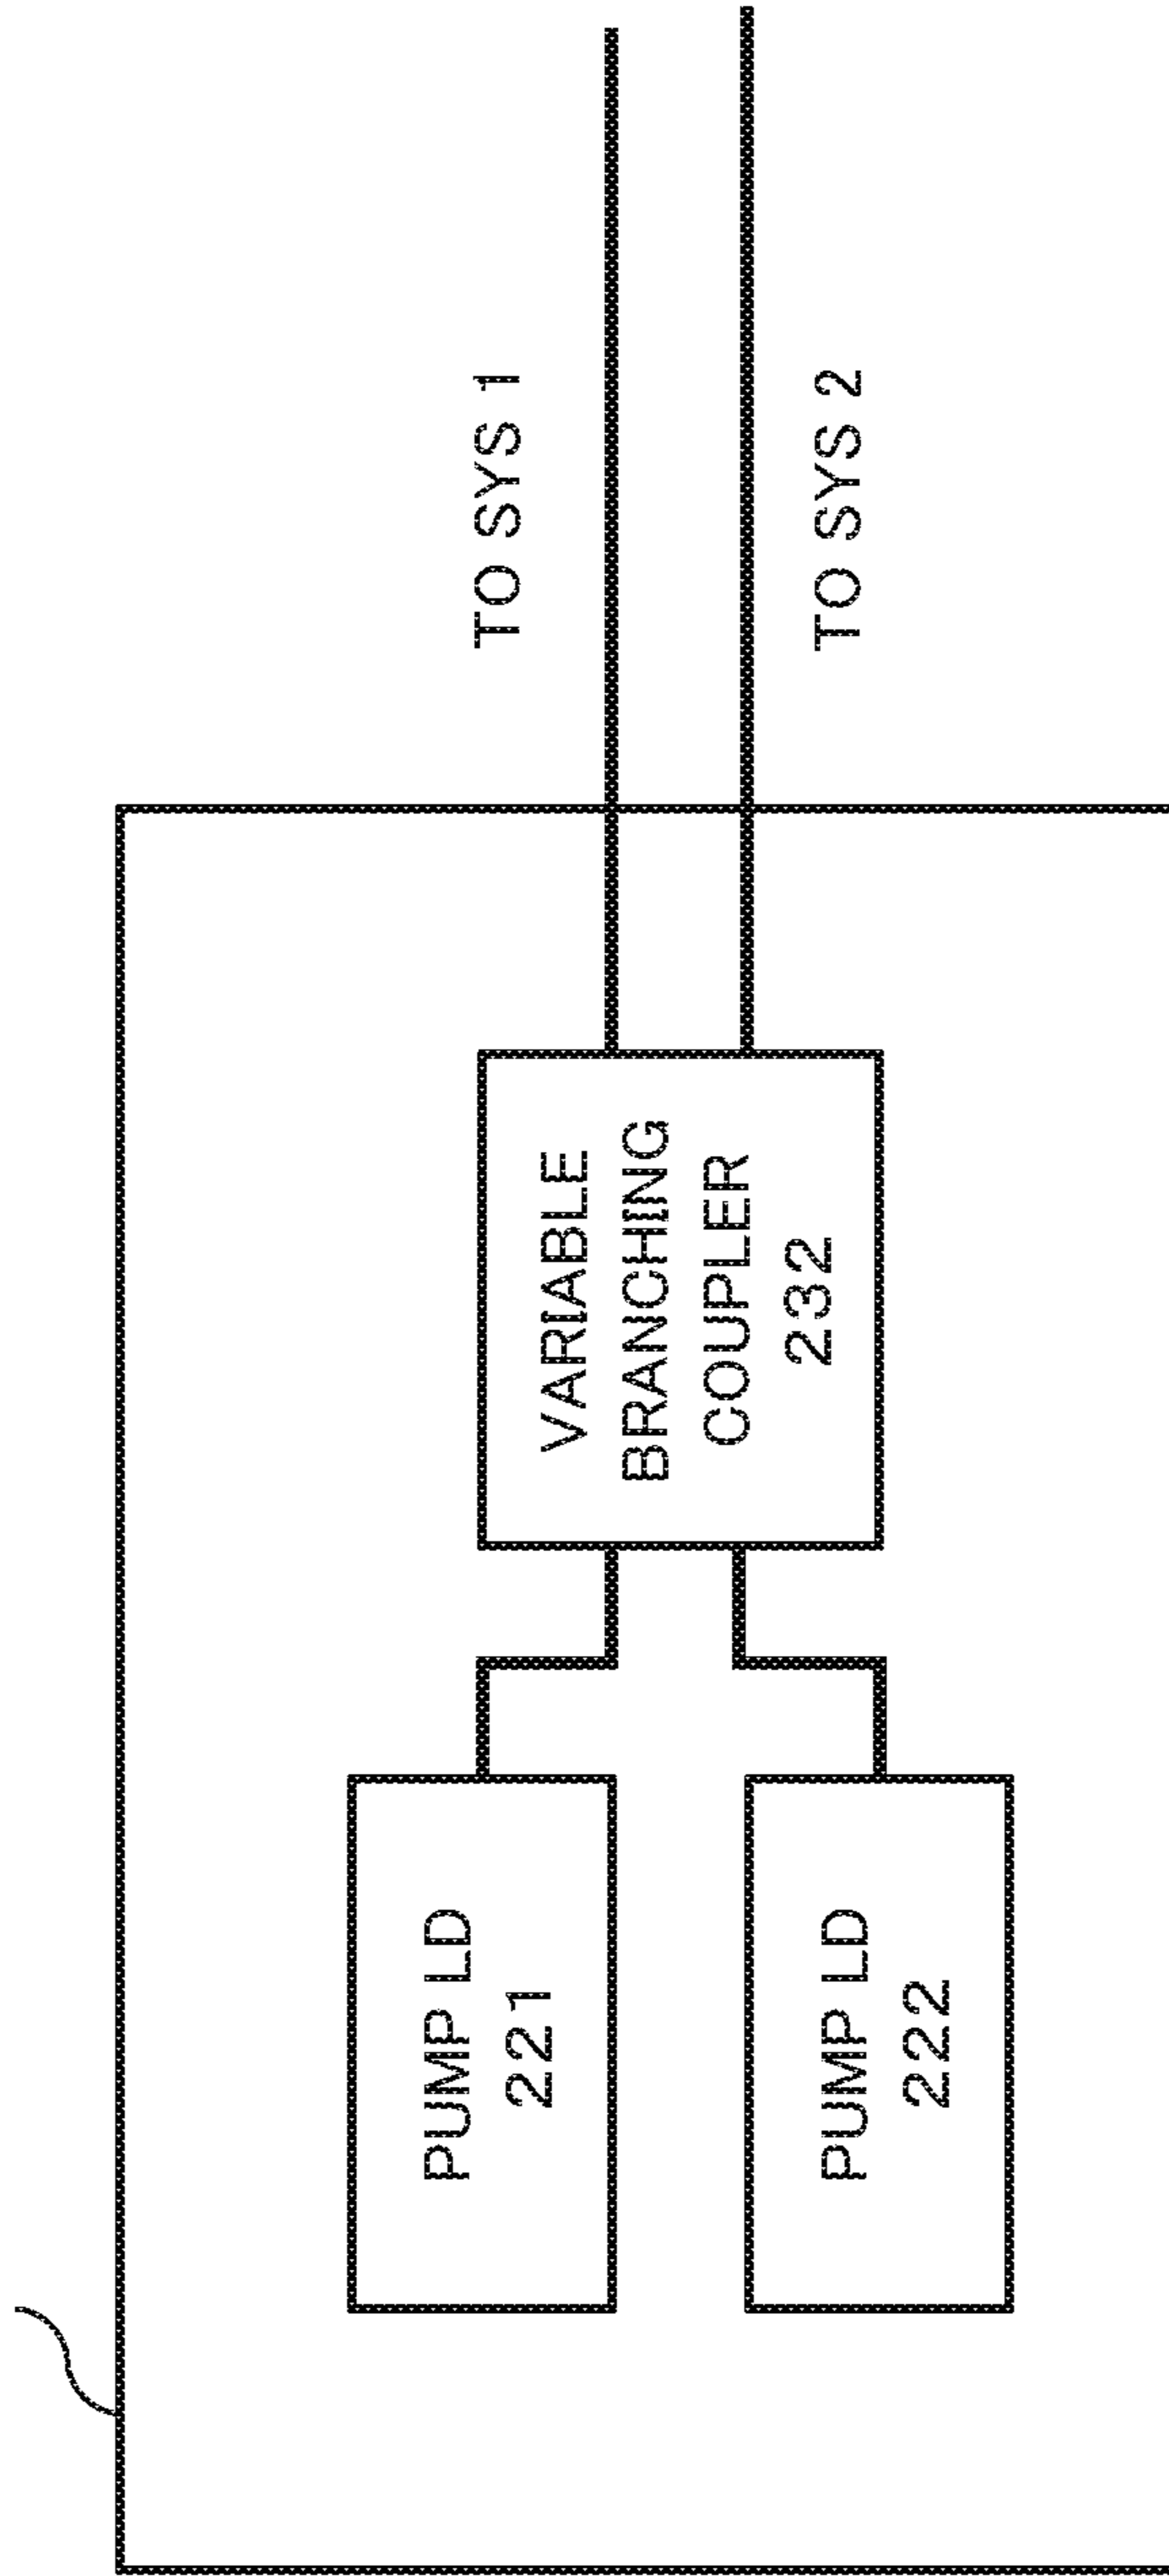 PUMP LD
221
PUMP LD
222
VARIABLE
BRANCHING
COUPLER
232
TO SYS 1
TO SYS 2